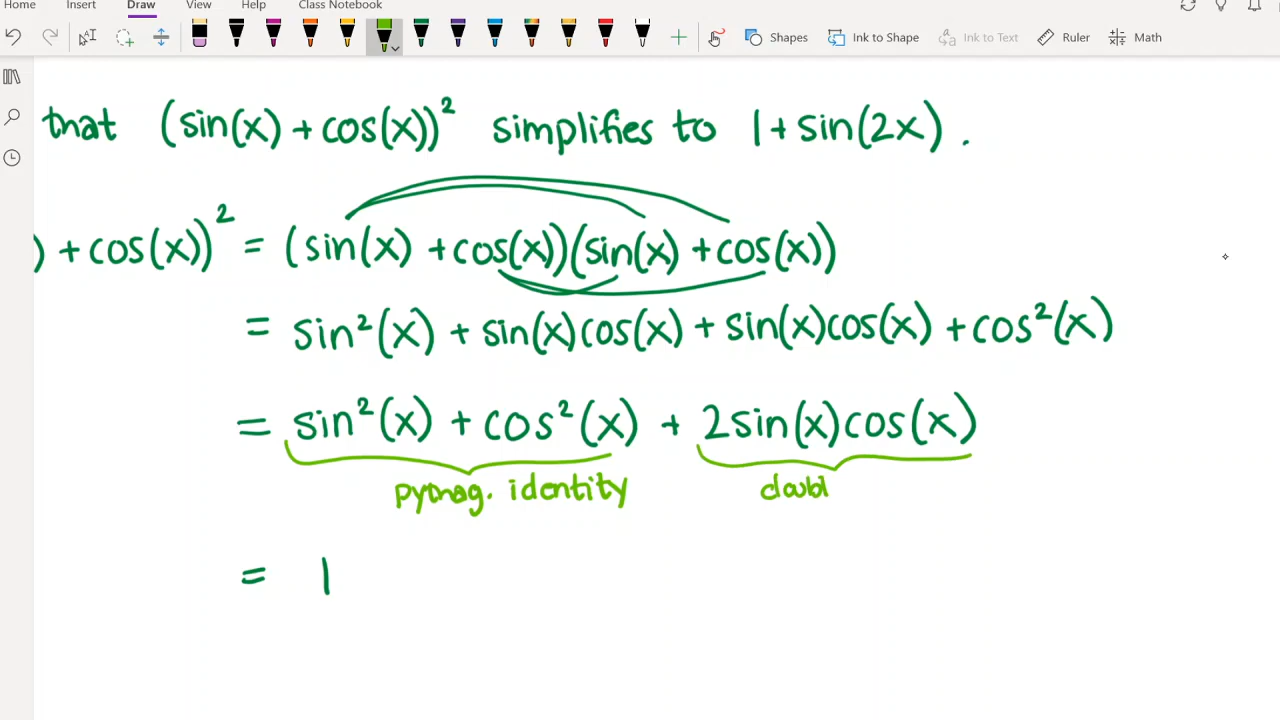 Home Insert Draw View Help Class Notebook
Shapes Ink to Shape Ink to Text Ruler Math
that (sin(x) + cos(x))² simplifies to 1 + sin(2x).
) + cos(x))² = (sin(x) + cos(x))(sin(x) + cos(x))
= sin²(x) + sin(x)cos(x) + sin(x)cos(x) + cos²(x)
= sin²(x) + cos²(x) + 2sin(x)cos(x)
pythag. identity doubl
= 1